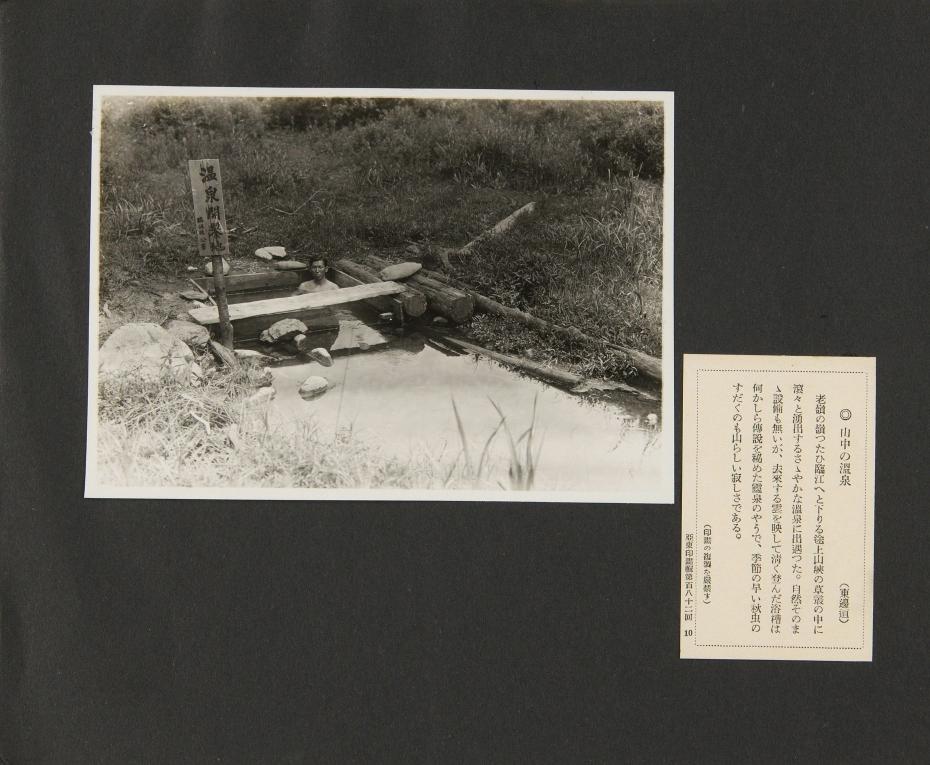 温泉開発地
◎ 山中の溫泉
(東邊道)
老嶺の嶺つたひ臨江へと下りる途上山峽の草叢の中に
滾々と湧出するさゝやかな溫泉に出遇つた。自然そのま
ゝ設備も無いが、去來する雲を映して淸く登んだ浴槽は
何かしら傳說を秘めた靈泉のやうで、季節の早い秋虫の
すだくのも山らしい寂しさである。
(印畫の複製を嚴禁す)
亞東印畫輯第百八十二回 10